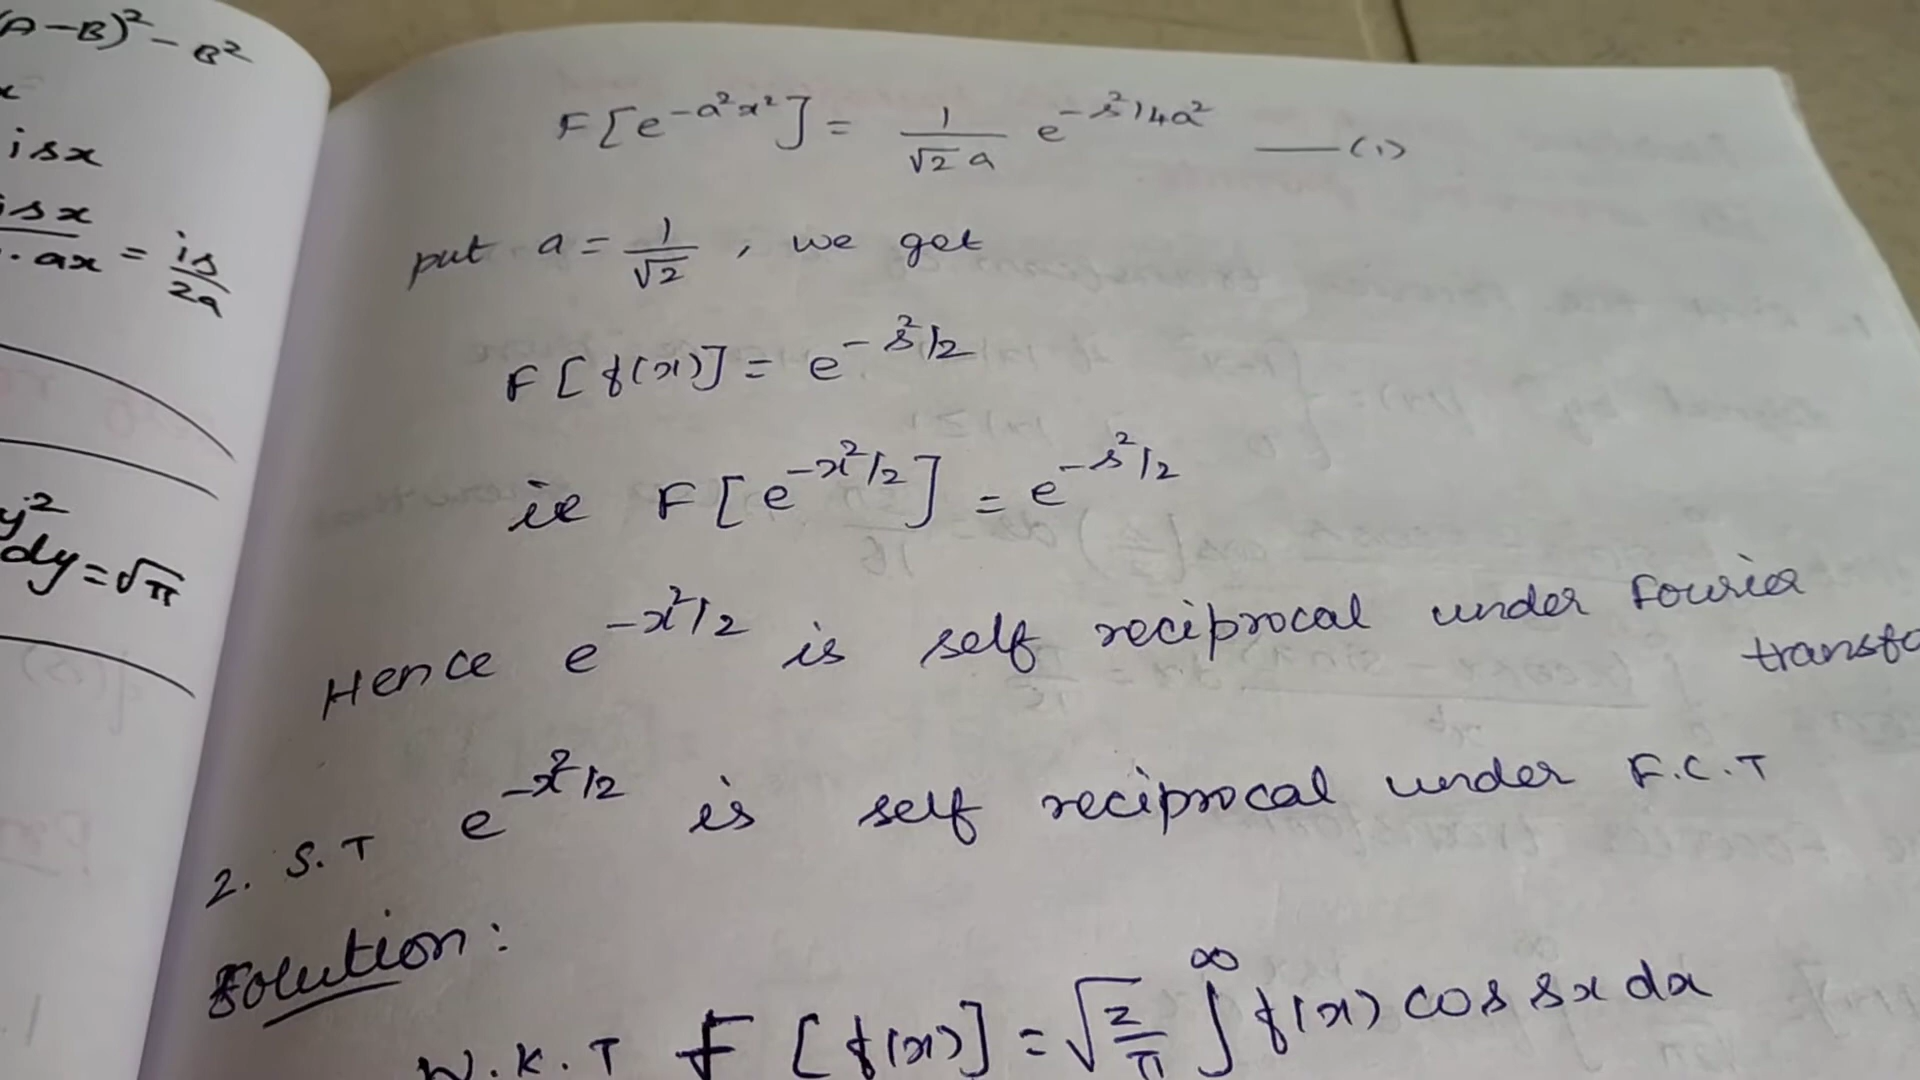 (A-B)² - B²
isx
isx
. ax = is/2a
y²
dy = √π
F[e^{-a²x²}] = 1/(√2 a) e^{-s²/4a²} —— (1)
put a = 1/√2 , we get
F[f(x)] = e^{-s²/2}
ie F[e^{-x²/2}] = e^{-s²/2}
Hence e^{-x²/2} is self reciprocal under Fourier
transfo
2. S.T e^{-x²/2} is self reciprocal under F.C.T
Solution:
W.K.T F [f(x)] = √(2/π) ∫^∞ f(x) cos sx dx